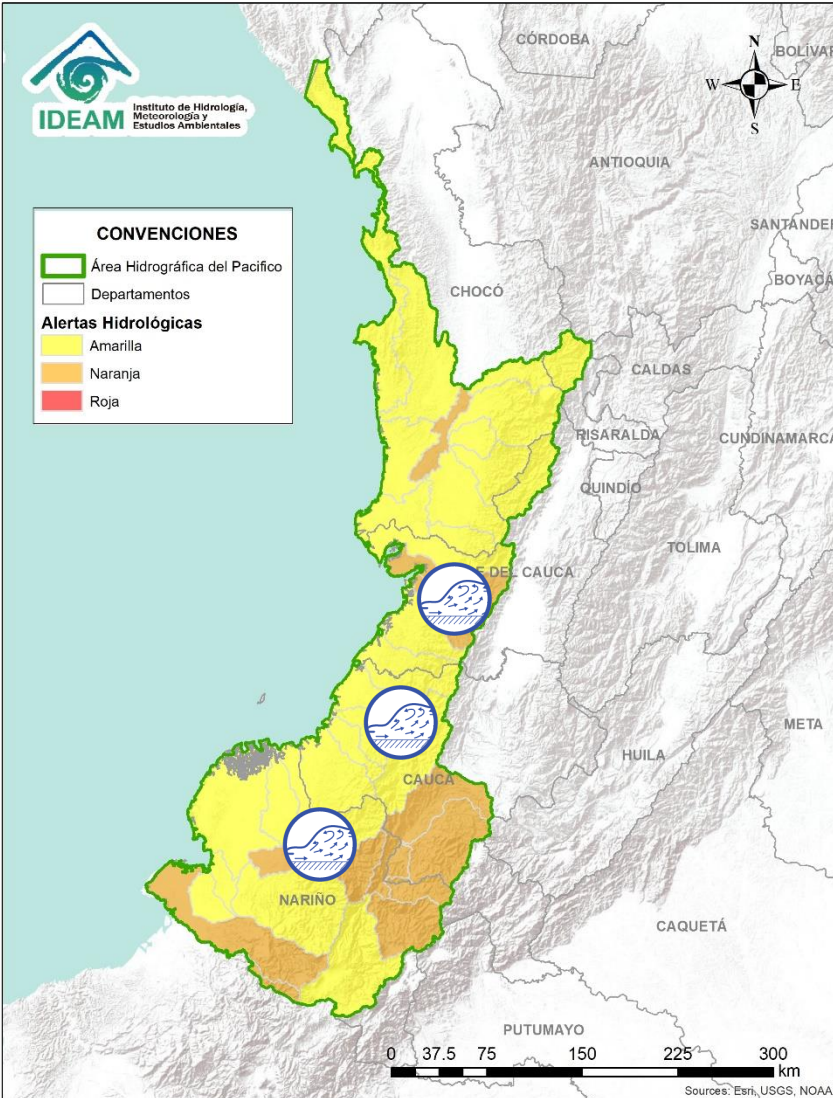 IDEAM
Instituto de Hidrología,
Meteorología y
Estudios Ambientales
N
W E
S
CÓRDOBA
BOLÍVAR
ANTIOQUIA
SANTANDER
BOYACÁ
CHOCÓ
CALDAS
RISARALDA
CUNDINAMARCA
QUINDÍO
TOLIMA
E DEL CAUCA
META
HUILA
CAUCA
NARIÑO
CAQUETÁ
PUTUMAYO
CONVENCIONES
Área Hidrográfica del Pacifico
Departamentos
Alertas Hidrológicas
Amarilla
Naranja
Roja
0 37.5 75 150 225 300
km
Sources: Esri, USGS, NOAA